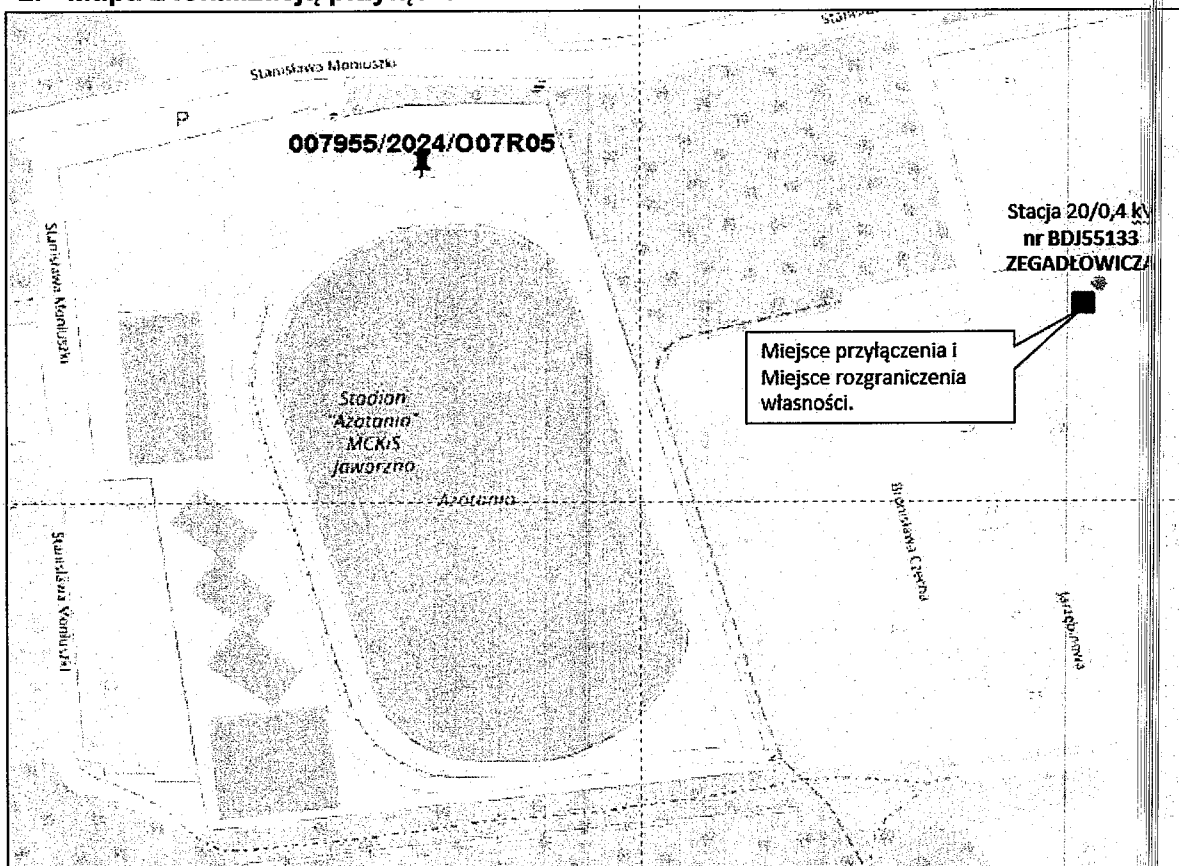 Stanisława Moniuszki
P
007955/2024/O07R05
Stacja 20/0,4 kV
nr BDJ55133
ZEGADŁOWICZA
Stanisława Moniuszki
Miejsce przyłączenia i
Miejsce rozgraniczenia
własności.
Stadion
"Azotania"
MCKiS
Jaworzno
Azotania
Bronisława Czecha
Stanisława Moniuszki
Jarzębinowa